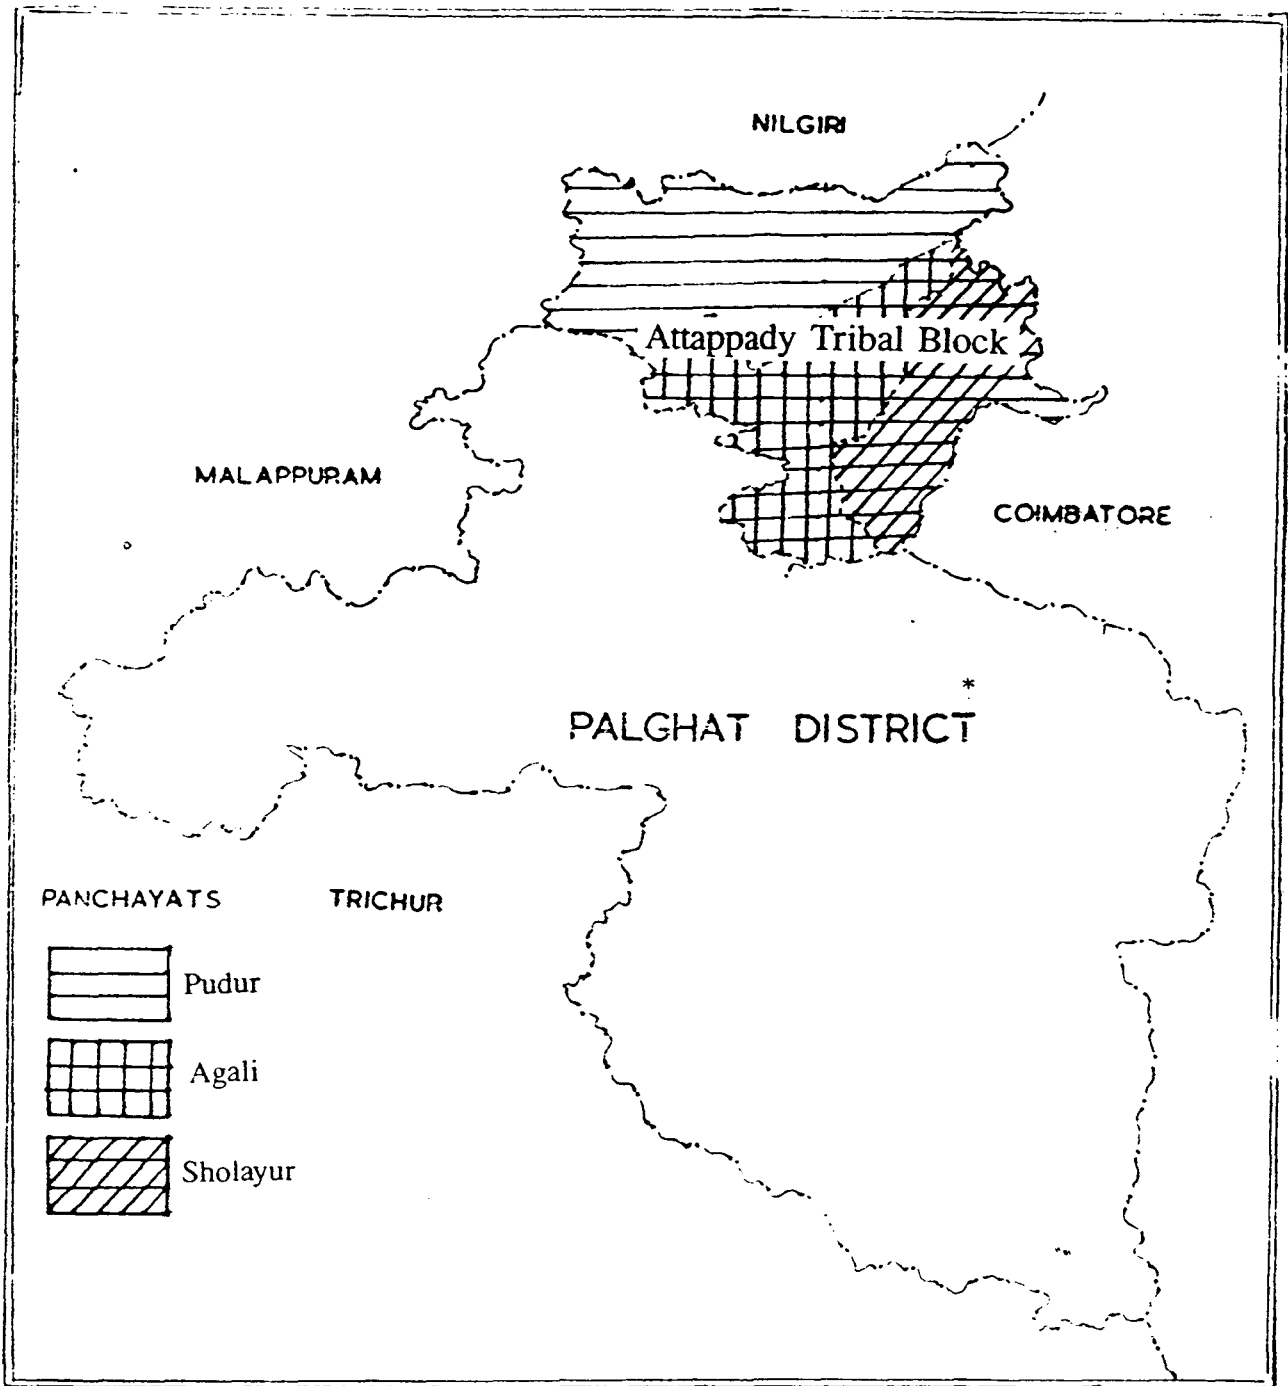 NILGIRI
Attappady Tribal Block
MALAPPURAM
COIMBATORE
*
PALGHAT DISTRICT
PANCHAYATS
TRICHUR
Pudur
Agali
Sholayur